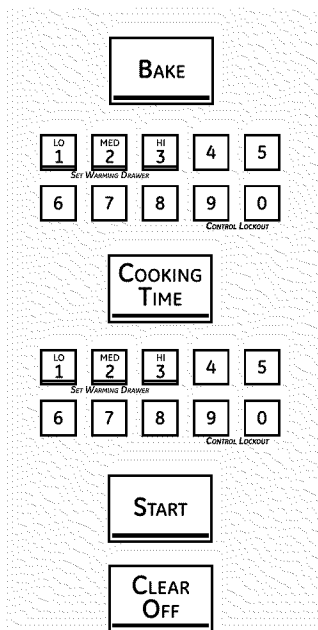 BAKE
LO MED HI
1 2 3 4 5
SET WARMING DRAWER
6 7 8 9 0
CONTROL LOCKOUT
COOKING
TIME
LO MED HI
1 2 3 4 5
SET WARMING DRAWER
6 7 8 9 0
CONTROL LOCKOUT
START
CLEAR
OFF